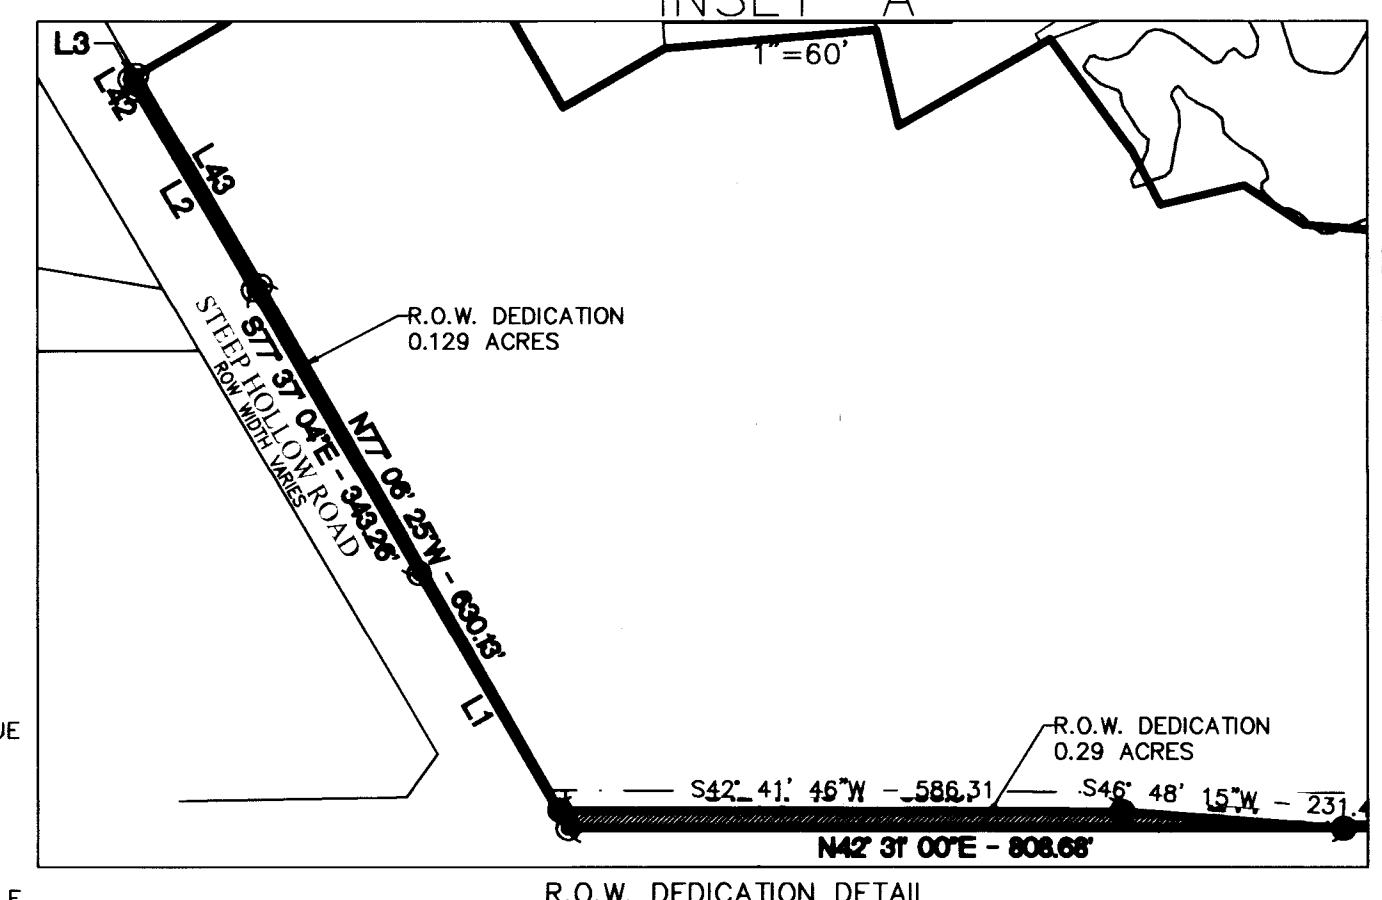 INSET "A"
1"=60'
L3
L42
L43
L2
R.O.W. DEDICATION
0.129 ACRES
S77° 37' 04"E - 343.26'
STEEP HOLLOW ROAD
ROW WIDTH VARIES
N77° 06' 25"W - 630.13'
L1
R.O.W. DEDICATION
0.29 ACRES
S42° 41' 46"W - 586.31
S46° 48' 15"W - 231.4
N42° 31' 00"E - 808.68'
R.O.W. DEDICATION DETAIL